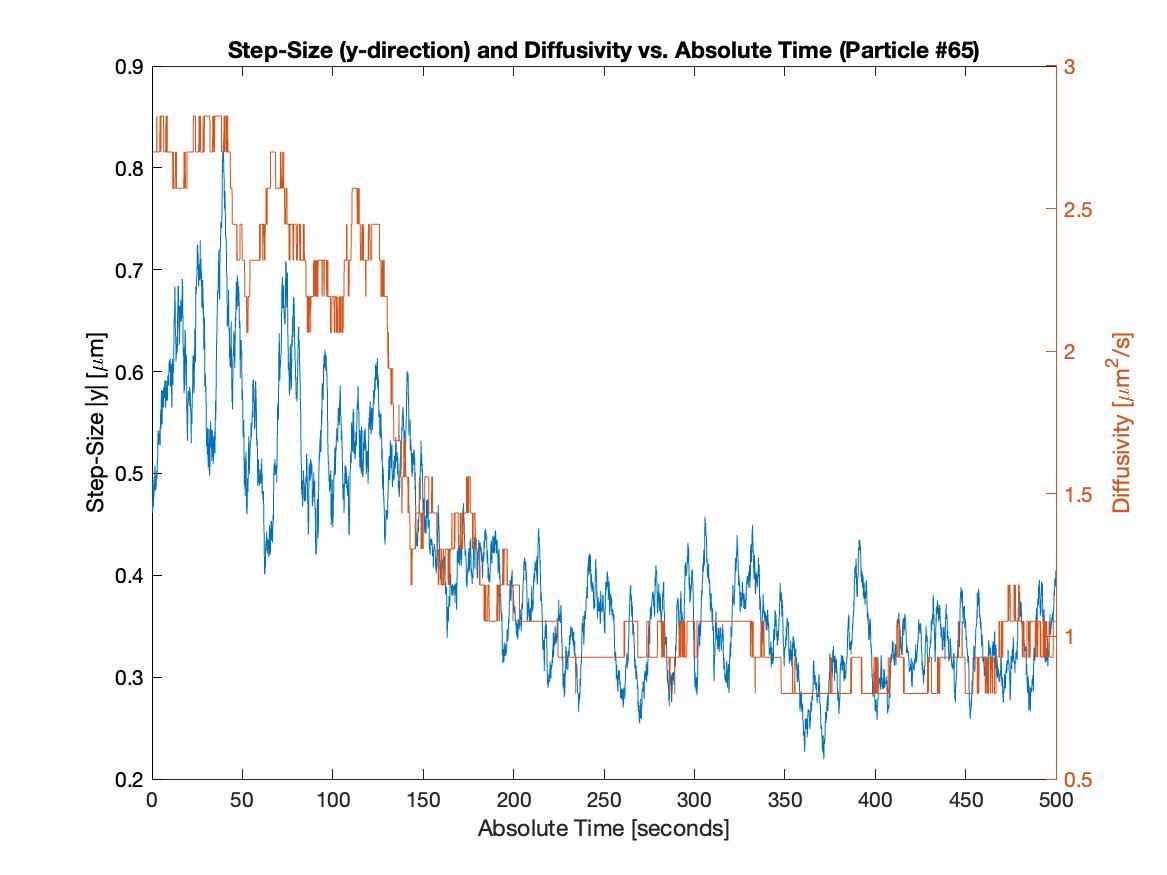 Step-Size (y-direction) and Diffusivity vs. Absolute Time (Particle #65)
0.9
0.8
0.7
0.6
0.5
0.4
0.3
0.2
Step-Size |y| [μm]
3
2.5
2
1.5
1
0.5
Diffusivity [μm²/s]
0 50 100 150 200 250 300 350 400 450 500
Absolute Time [seconds]